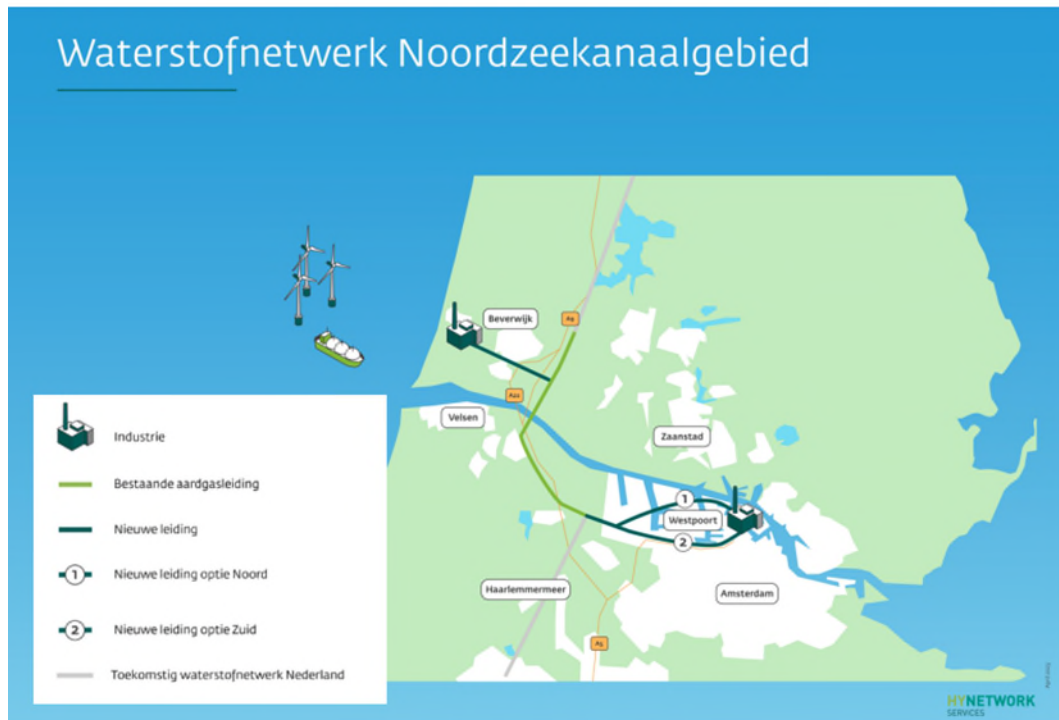 Waterstofnetwerk Noordzeekanaalgebied
A9
Beverwijk
A22
Velsen
Zaanstad
1
Westpoort
2
Haarlemmermeer
Amsterdam
A5
Industrie
Bestaande aardgasleiding
Nieuwe leiding
1 Nieuwe leiding optie Noord
2 Nieuwe leiding optie Zuid
Toekomstig waterstofnetwerk Nederland
HYNETWORK
SERVICES